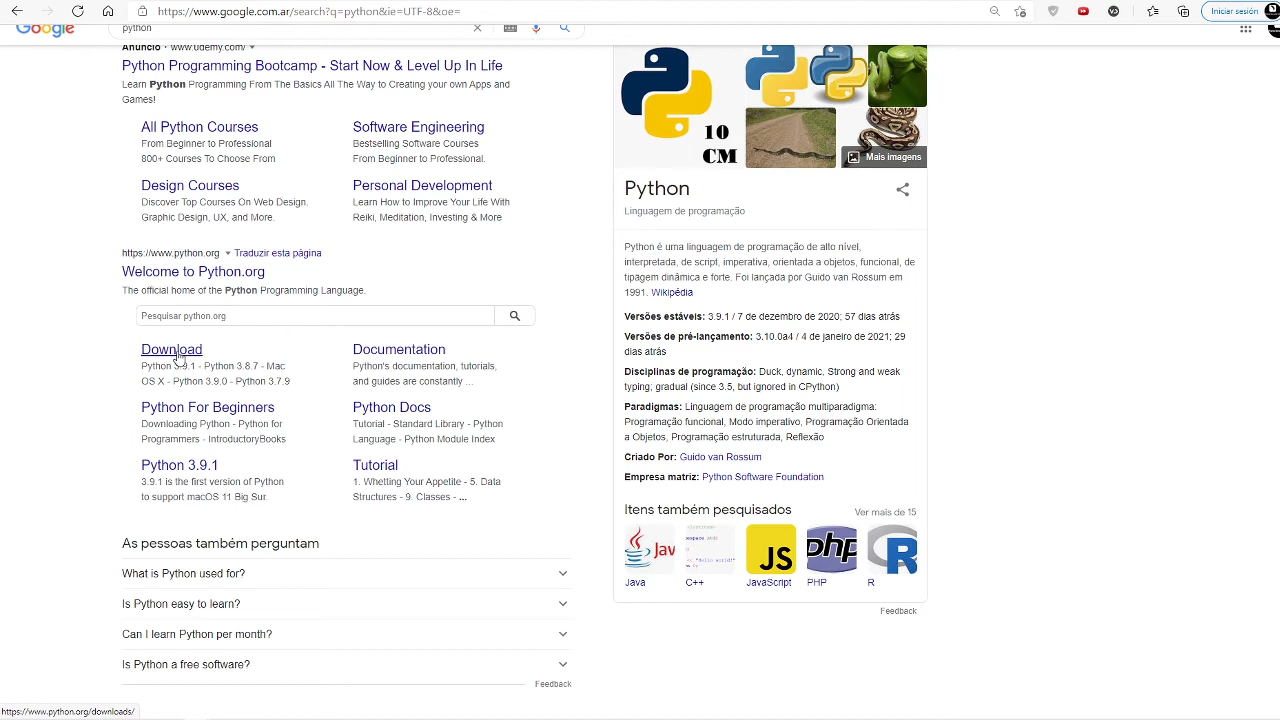 https://www.google.com.ar/search?q=python&ie=UTF-8&oe=
Iniciar sesión
Google
python
Anúncio · www.udemy.com/
Python Programming Bootcamp - Start Now & Level Up In Life
Learn Python Programming From The Basics All The Way to Creating your own Apps and
Games!
All Python Courses
From Beginner to Professional
800+ Courses To Choose From
Software Engineering
Bestselling Software Courses
From Beginner to Professional.
Design Courses
Discover Top Courses On Web Design.
Graphic Design, UX, and More.
Personal Development
Learn How to Improve Your Life With
Reiki, Meditation, Investing & More
https://www.python.org Traduzir esta página
Welcome to Python.org
The official home of the Python Programming Language.
Pesquisar python.org
Download
Python 3.9.1 - Python 3.8.7 - Mac
OS X - Python 3.9.0 - Python 3.7.9
Documentation
Python's documentation, tutorials,
and guides are constantly ...
Python For Beginners
Downloading Python - Python for
Programmers - IntroductoryBooks
Python Docs
Tutorial - Standard Library - Python
Language - Python Module Index
Python 3.9.1
3.9.1 is the first version of Python
to support macOS 11 Big Sur.
Tutorial
1. Whetting Your Appetite - 5. Data
Structures - 9. Classes - ...
As pessoas também perguntam
What is Python used for?
Is Python easy to learn?
Can I learn Python per month?
Is Python a free software?
Feedback
10
CM
Mais imagens
Python
Linguagem de programação
Python é uma linguagem de programação de alto nível,
interpretada, de script, imperativa, orientada a objetos, funcional, de
tipagem dinâmica e forte. Foi lançada por Guido van Rossum em
1991. Wikipédia
Versões estáveis: 3.9.1 / 7 de dezembro de 2020; 57 dias atrás
Versões de pré-lançamento: 3.10.0a4 / 4 de janeiro de 2021; 29
dias atrás
Disciplinas de programação: Duck, dynamic, Strong and weak
typing; gradual (since 3.5, but ignored in CPython)
Paradigmas: Linguagem de programação multiparadigma:
Programação funcional, Modo imperativo, Programação Orientada
a Objetos, Programação estruturada, Reflexão
Criado Por: Guido van Rossum
Empresa matriz: Python Software Foundation
Itens também pesquisados
Ver mais de 15
Jav
JS
php
R
Java
C++
JavaScript
PHP
R
Feedback
https://www.python.org/downloads/